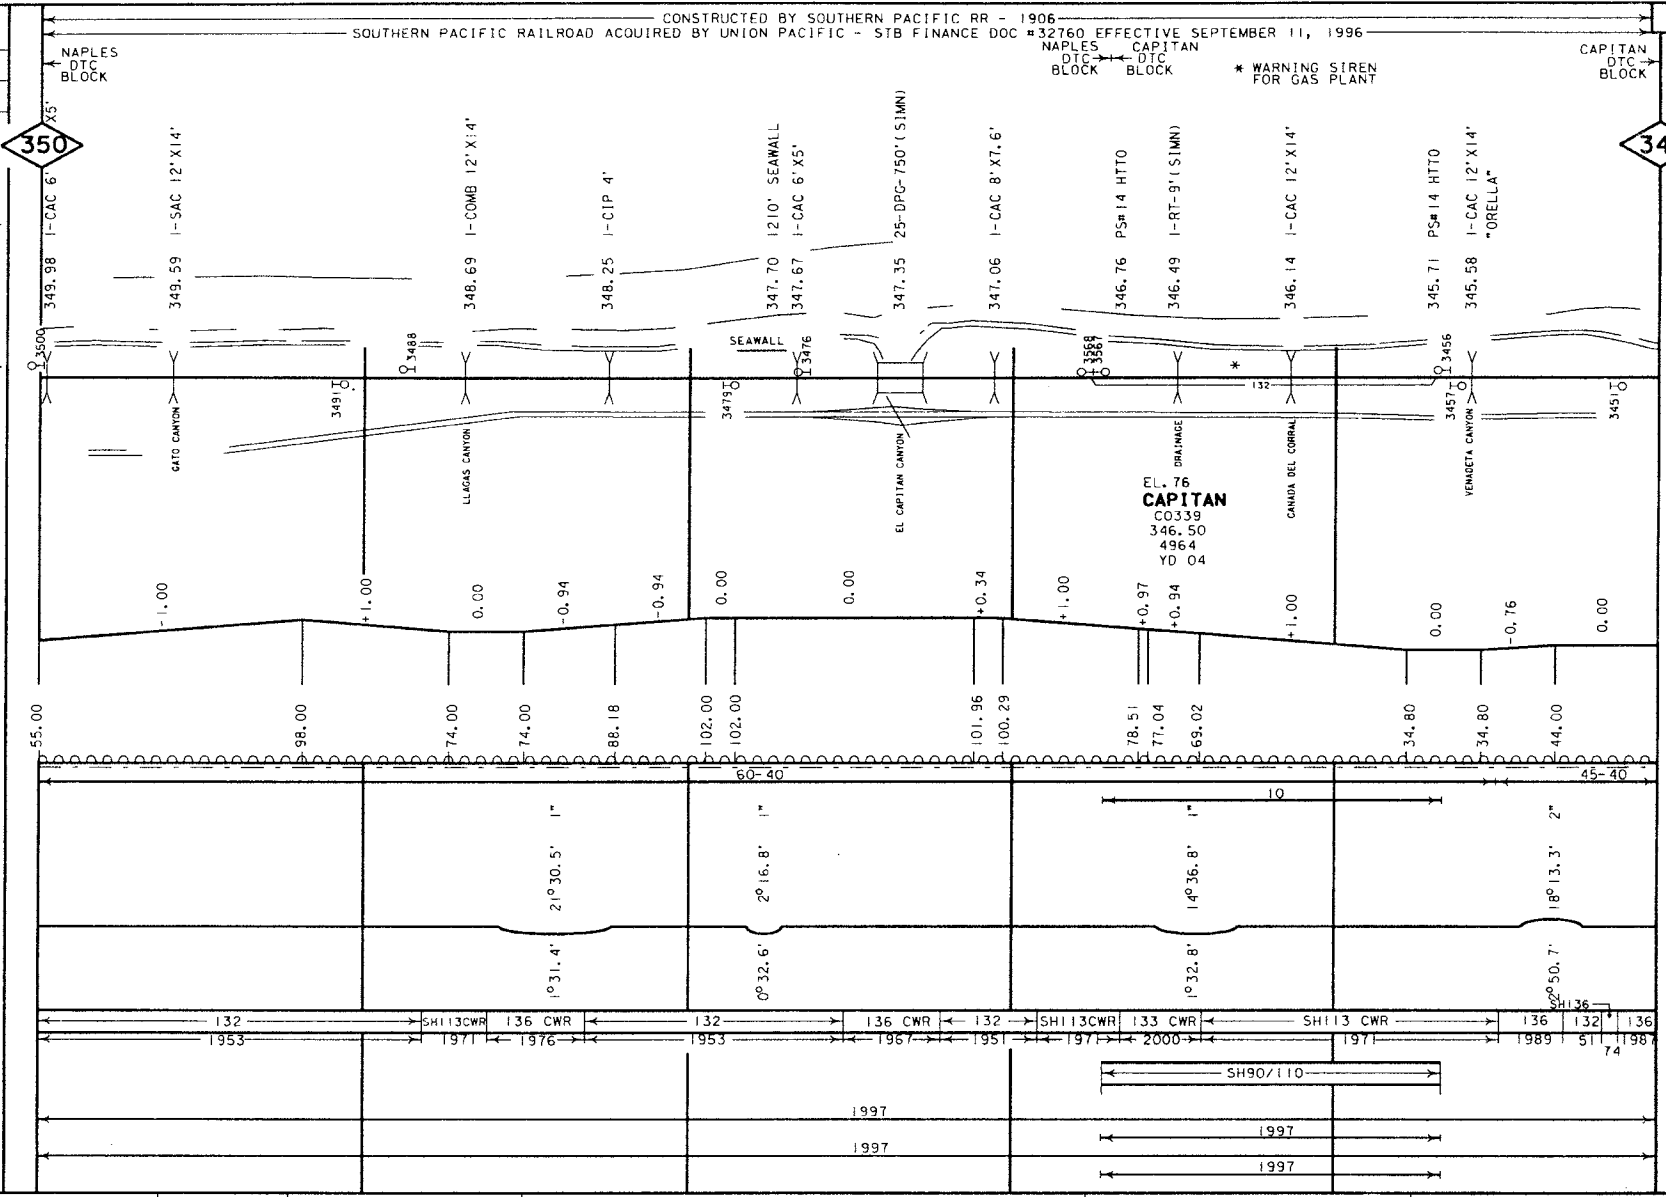 CONSTRUCTED BY SOUTHERN PACIFIC RR - 1906
SOUTHERN PACIFIC RAILROAD ACQUIRED BY UNION PACIFIC - STB FINANCE DOC #32760 EFFECTIVE SEPTEMBER 11, 1996
NAPLES
DTC
BLOCK
NAPLES
DTC
BLOCK
CAPITAN
DTC
BLOCK
* WARNING SIREN
FOR GAS PLANT
CAPITAN
DTC
BLOCK
350
34
349.98 1-CAC 6' X5'
349.59 1-SAC 12'X14'
348.69 1-COMB 12'X14'
348.25 1-CIP 4'
347.70 1210' SEAWALL
347.67 1-CAC 6'X5'
347.35 25-DPG-750'(SIMN)
347.06 1-CAC 8'X7.6'
346.76 PS#14 HTTO
346.49 1-RT-9'(SIMN)
346.14 1-CAC 12'X14'
345.71 PS#14 HTTO
345.58 1-CAC 12'X14'
"ORELLA"
3500
3491
3488
3479
SEAWALL
3476
3568
3567
*
132
3456
3457
3451
GATO CANYON
LLAGAS CANYON
EL CAPITAN CANYON
DRAINAGE
CANADA DEL CORRAL
VENADETA CANYON
EL. 76
CAPITAN
CO339
346.50
4964
YD 04
-1.00
+1.00
0.00
-0.94
-0.94
0.00
0.00
+0.34
+1.00
+0.97
+0.94
+1.00
0.00
-0.76
0.00
55.00
98.00
74.00
74.00
88.18
102.00
102.00
101.96
100.29
78.51
77.04
69.02
34.80
34.80
44.00
60-40
45-40
10
21°30.5' 1"
2°16.8' 1"
14°36.8' 1"
18°13.3' 2"
1°31.4'
0°32.6'
1°32.8'
2°50.7'
SH136
132 SH113CWR 136 CWR 132 136 CWR 132 SH113CWR 133 CWR SH113 CWR 136 132 136
1953 1971 1976 1953 1967 1951 1971 2000 1971 1989 51 1987
74
SH90/110
1997
1997
1997
1997